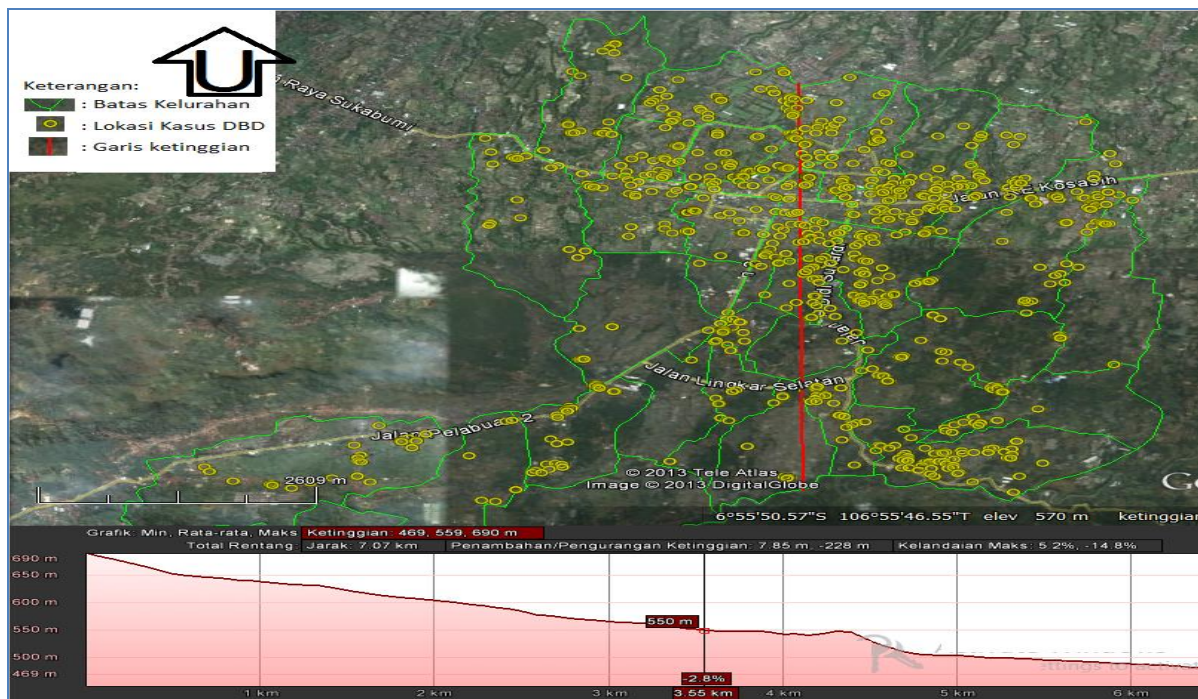 U
Keterangan:
: Batas Kelurahan
: Lokasi Kasus DBD
: Garis ketinggian
Raya Sukabumi
Kosasih
Jalan Lingkar Selatan
Jalan Pelabuan 2
2609 m
© 2013 Tele Atlas
Image © 2013 DigitalGlobe
6°55'50.57"S 106°55'46.55"T elev 570 m ketinggian
Grafik: Min, Rata-rata, Maks Ketinggian: 469, 559, 690 m
Total Rentang: Jarak: 7.07 km Penambahan/Pengurangan Ketinggian: 7.85 m, -228 m Kelandaian Maks: 5.2%, -14.8%
690 m
650 m
600 m
550 m
550 m
500 m
469 m
-2.8%
1 km 2 km 3 km 3.55 km 4 km 5 km 6 km